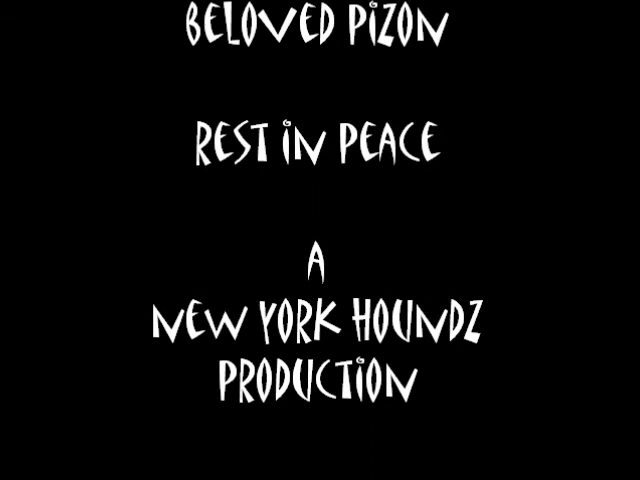 BELOVED PIZON
REST IN PEACE
A
NEW YORK HOUNDZ
PRODUCTION